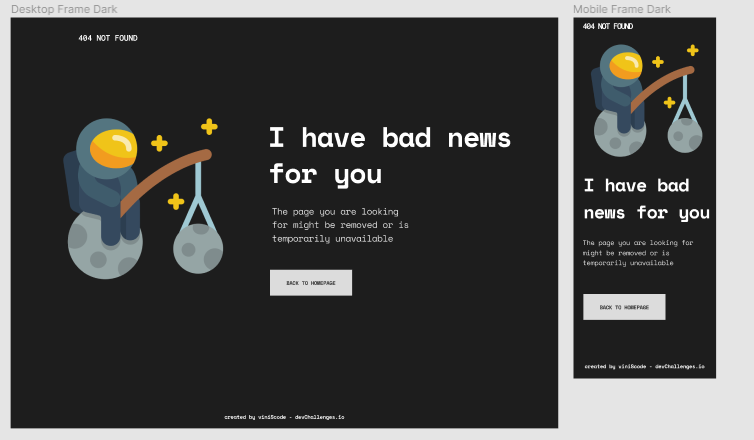 Desktop Frame Dark
404 NOT FOUND
I have bad news
for you
The page you are looking
for might be removed or is
temporarily unavailable
BACK TO HOMEPAGE
created by viniScode - devChallenges.io
Mobile Frame Dark
404 NOT FOUND
I have bad
news for you
The page you are looking for
might be removed or is
temporarily unavailable
BACK TO HOMEPAGE
created by viniScode - devChallenges.io